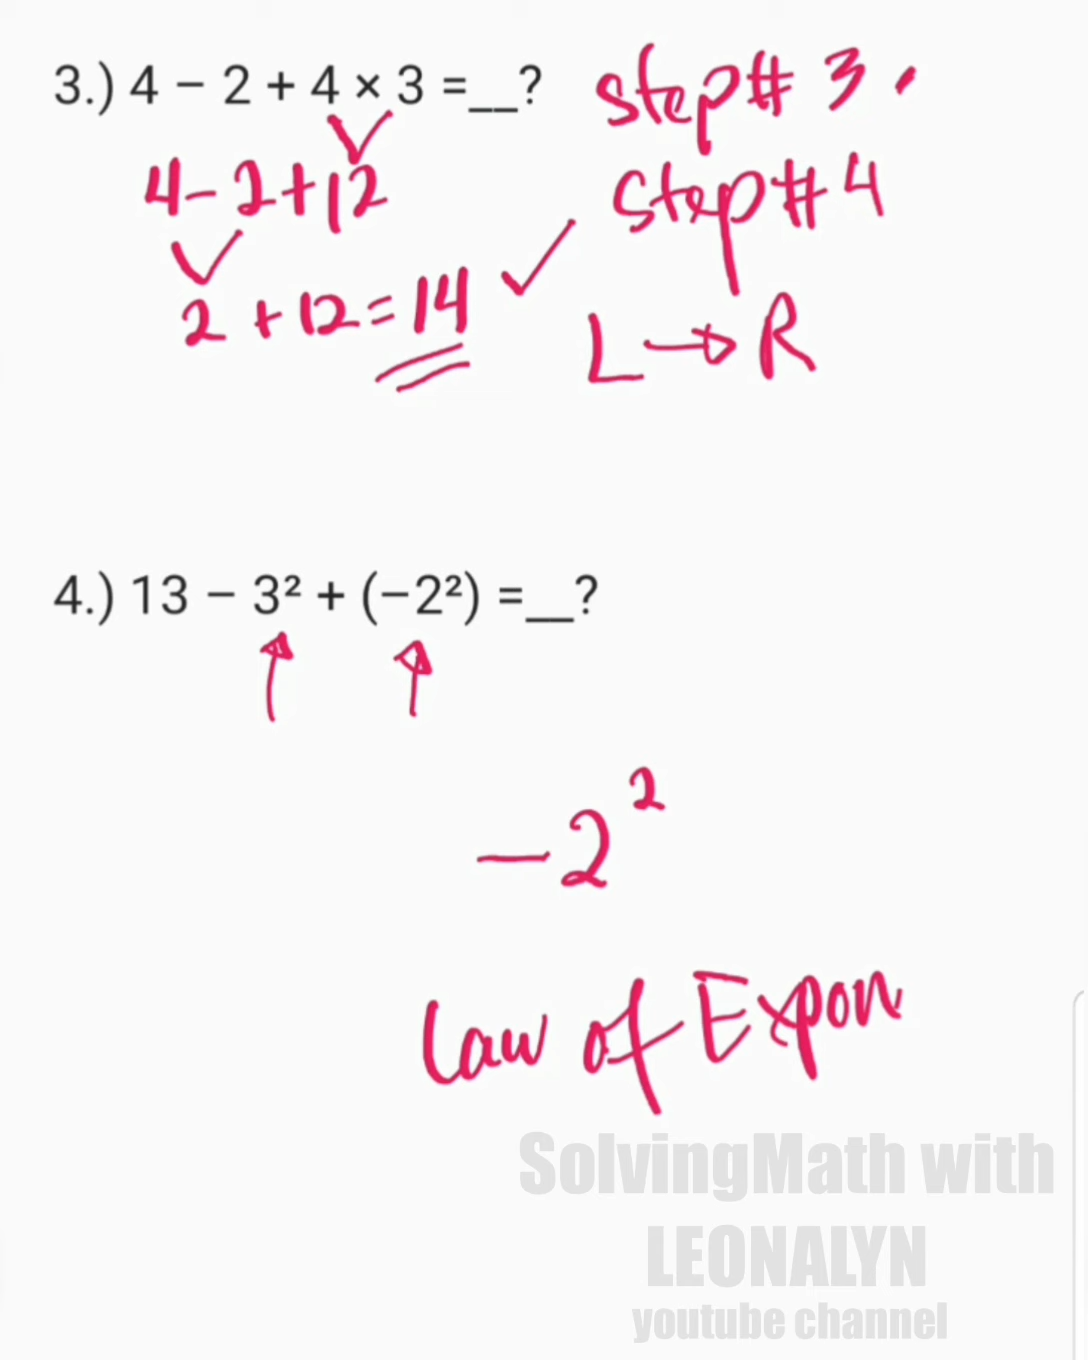 3.) 4 − 2 + 4 × 3 =__?
step# 3.
4-2+12
step#4
2 + 12 = 14
L→R
4.) 13 − 3² + (−2²) =__?
-2²
Law of Expon
SolvingMath with
LEONALYN
youtube channel